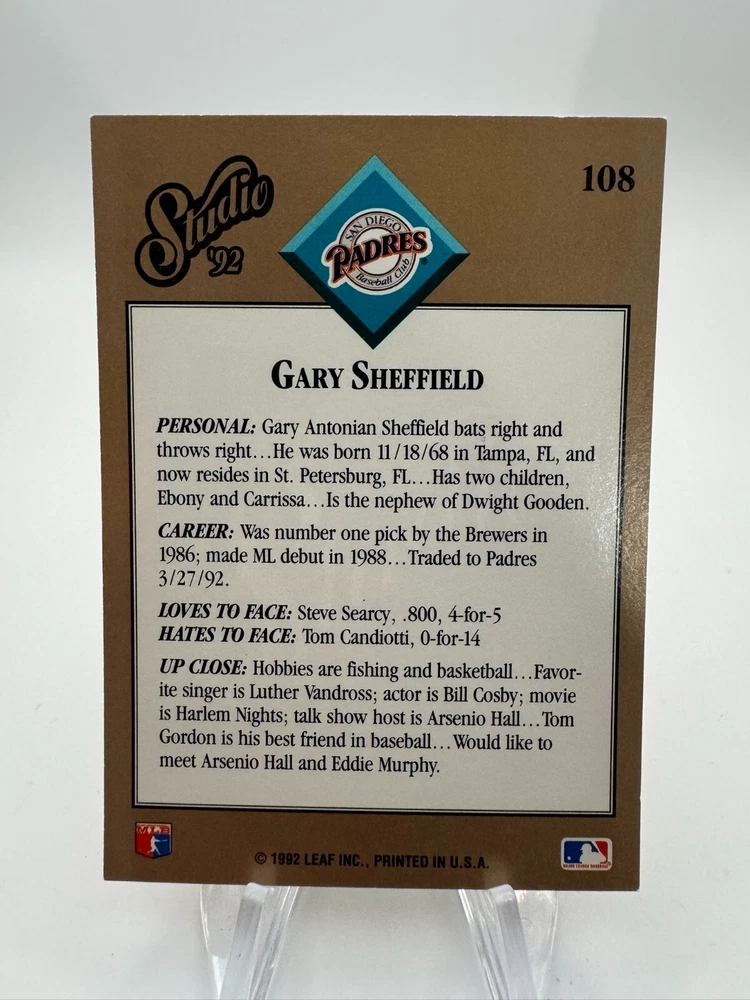 Studio
'92
108
SAN DIEGO
PADRES
Baseball Club
GARY SHEFFIELD
PERSONAL: Gary Antonian Sheffield bats right and
throws right...He was born 11/18/68 in Tampa, FL, and
now resides in St. Petersburg, FL...Has two children,
Ebony and Carrissa...Is the nephew of Dwight Gooden.
CAREER: Was number one pick by the Brewers in
1986; made ML debut in 1988...Traded to Padres
3/27/92.
LOVES TO FACE: Steve Searcy, .800, 4-for-5
HATES TO FACE: Tom Candiotti, 0-for-14
UP CLOSE: Hobbies are fishing and basketball...Favor-
ite singer is Luther Vandross; actor is Bill Cosby; movie
is Harlem Nights; talk show host is Arsenio Hall...Tom
Gordon is his best friend in baseball...Would like to
meet Arsenio Hall and Eddie Murphy.
MLB
© 1992 LEAF INC., PRINTED IN U.S.A.
MAJOR LEAGUE BASEBALL